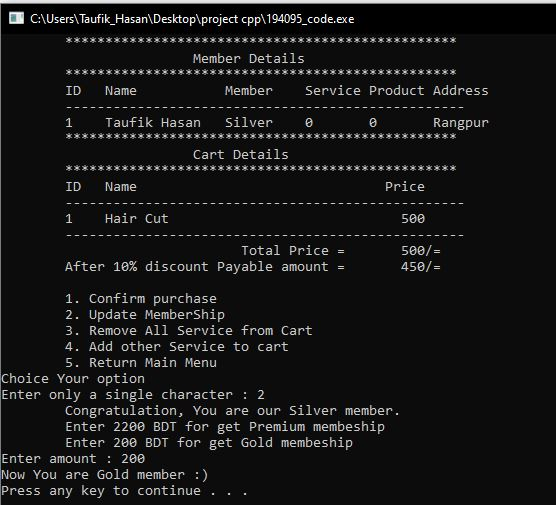 C:\Users\Taufik_Hasan\Desktop\project cpp\194095_code.exe
*************************************************
Member Details
*************************************************
ID Name Member Service Product Address
--------------------------------------------------
1 Taufik Hasan Silver 0 0 Rangpur
*************************************************
Cart Details
*************************************************
ID Name Price
--------------------------------------------------
1 Hair Cut 500
--------------------------------------------------
Total Price = 500/=
After 10% discount Payable amount = 450/=
1. Confirm purchase
2. Update MemberShip
3. Remove All Service from Cart
4. Add other Service to cart
5. Return Main Menu
Choice Your option
Enter only a single character : 2
Congratulation, You are our Silver member.
Enter 2200 BDT for get Premium membeship
Enter 200 BDT for get Gold membeship
Enter amount : 200
Now You are Gold member :)
Press any key to continue . . .